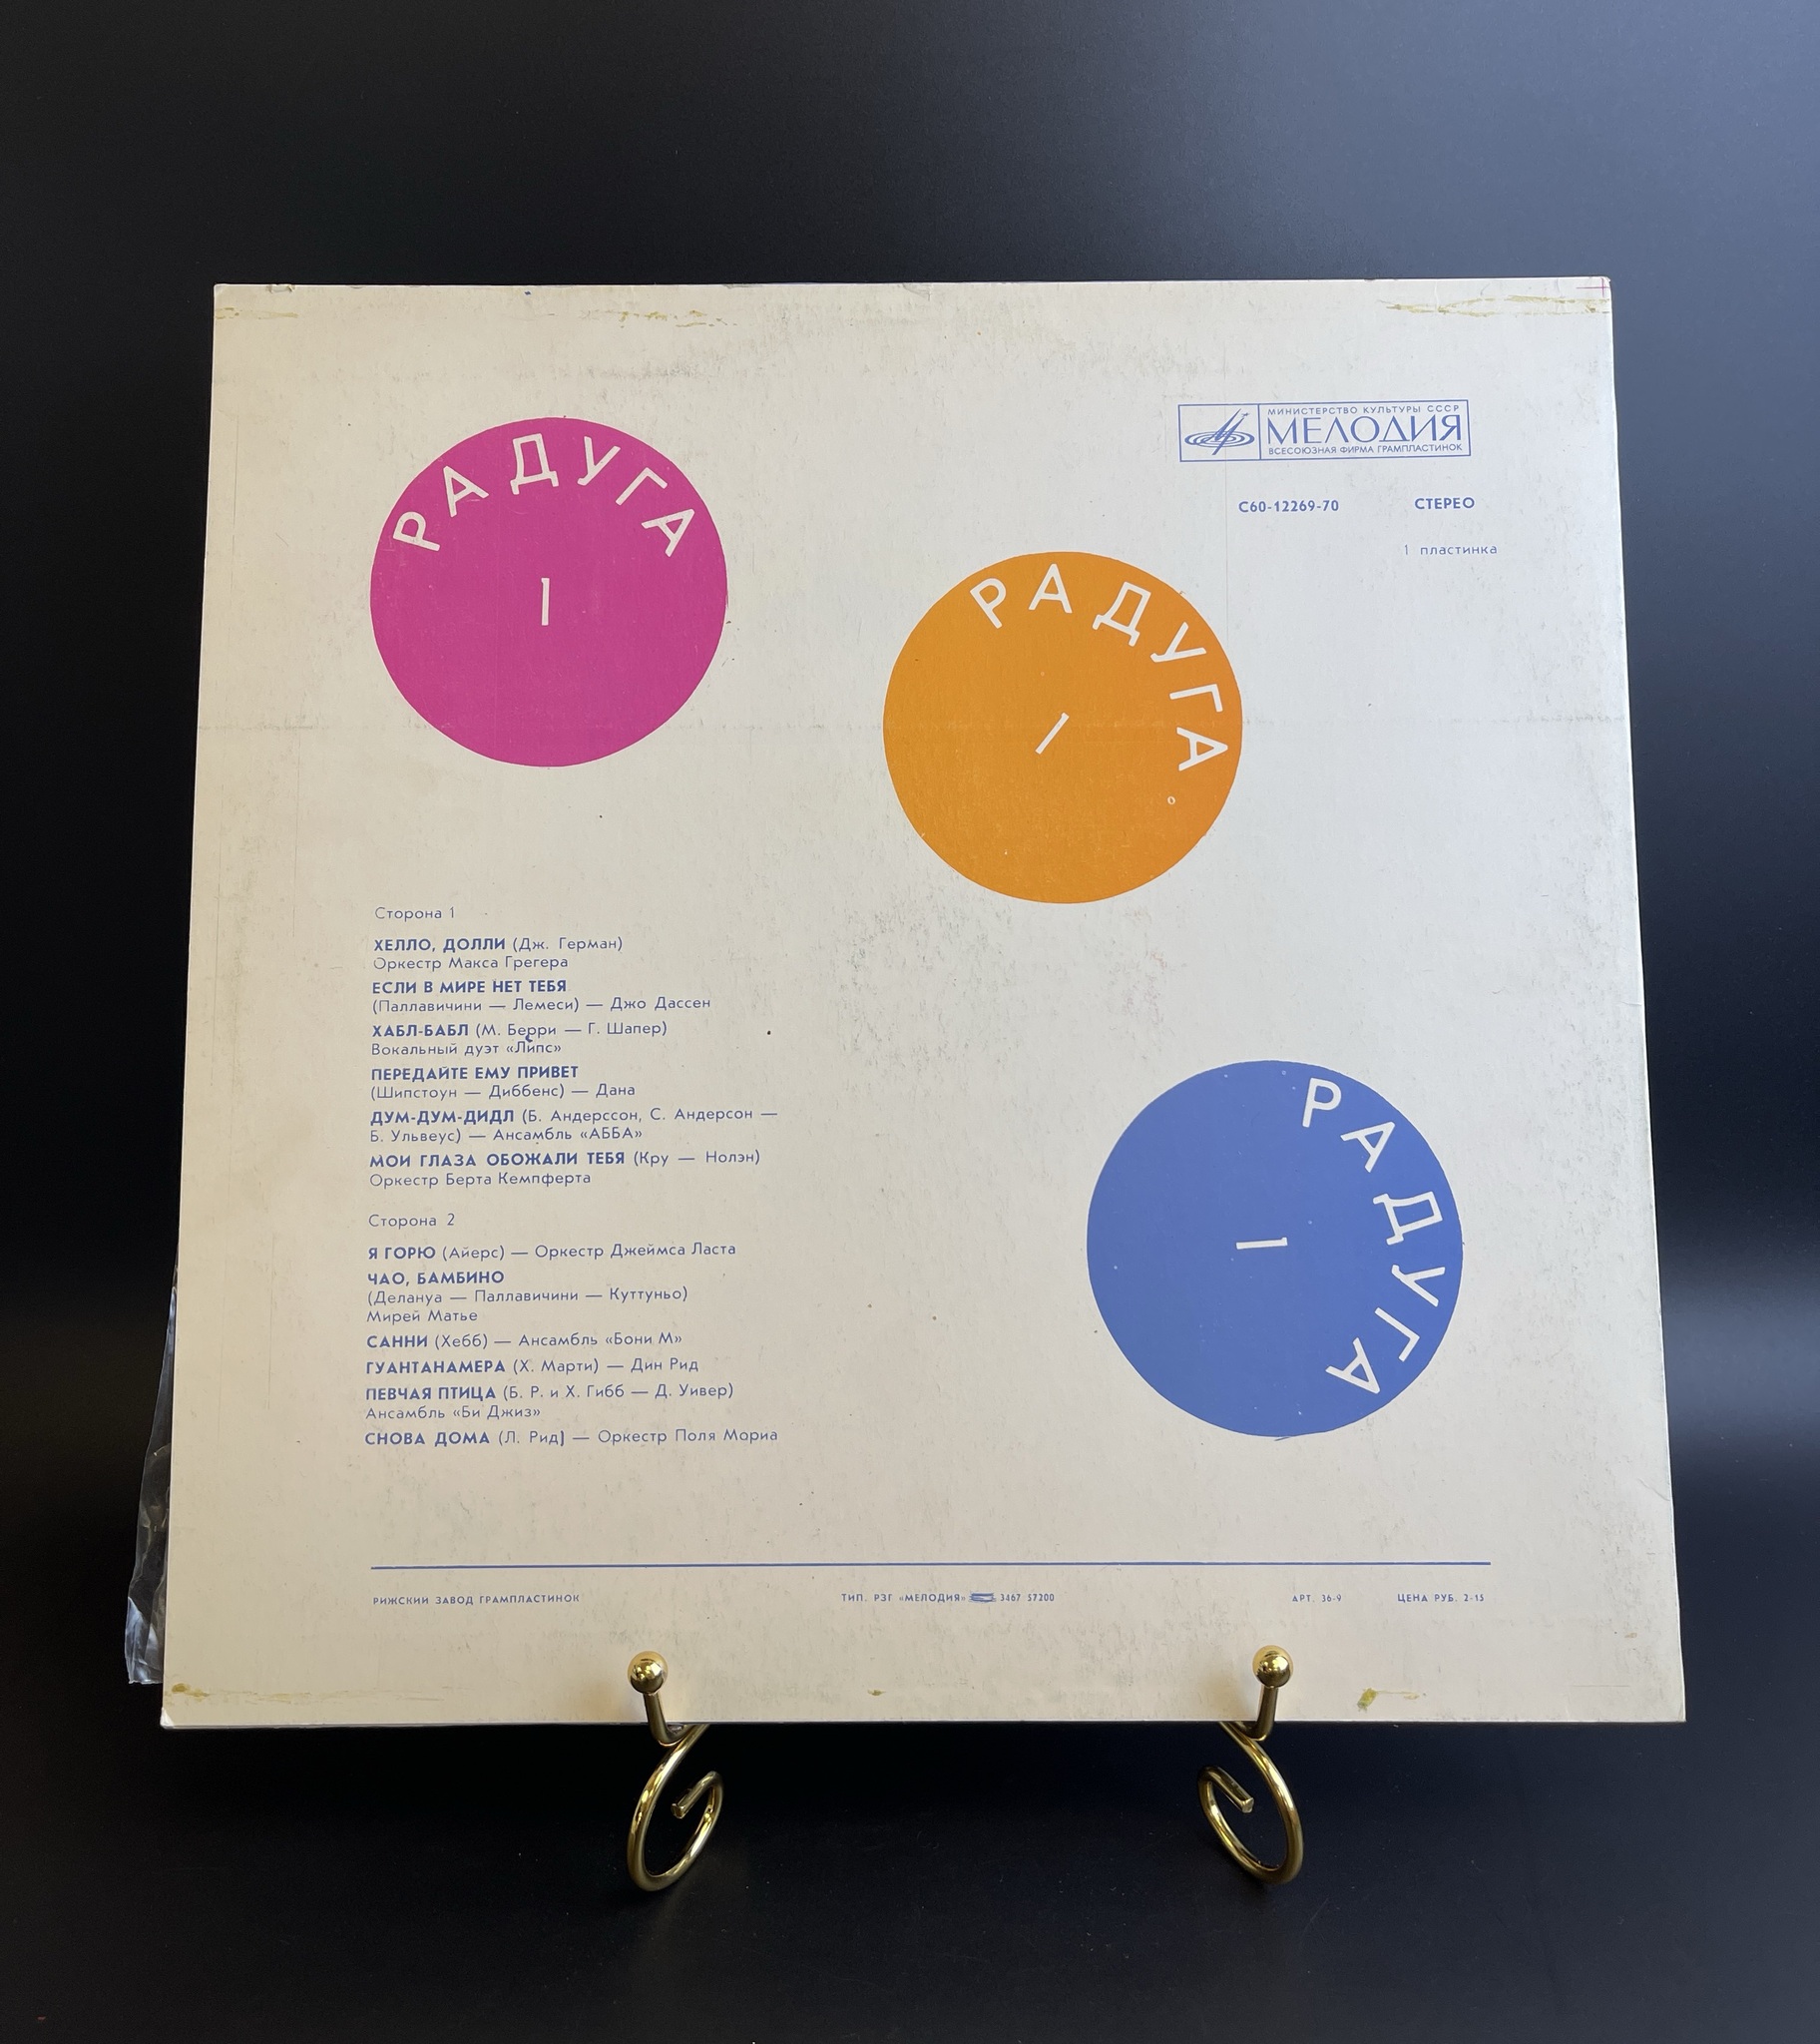 РАДУГА
1
МИНИСТЕРСТВО КУЛЬТУРЫ СССР
МЕЛОДИЯ
ВСЕСОЮЗНАЯ ФИРМА ГРАМПЛАСТИНОК
С60-12269-70 СТЕРЕО
1 пластинка
РАДУГА
1
РАДУГА
1
Сторона 1
ХЕЛЛО, ДОЛЛИ (Дж. Герман)
Оркестр Макса Грегера
ЕСЛИ В МИРЕ НЕТ ТЕБЯ
(Паллавичини — Лемеси) — Джо Дассен
ХАБЛ-БАБЛ (М. Берри — Г. Шапер)
Вокальный дуэт «Липс»
ПЕРЕДАЙТЕ ЕМУ ПРИВЕТ
(Шипстоун — Диббенс) — Дана
ДУМ-ДУМ-ДИДЛ (Б. Андерссон, С. Андерсон —
Б. Ульвеус) — Ансамбль «АББА»
МОИ ГЛАЗА ОБОЖАЛИ ТЕБЯ (Кру — Нолэн)
Оркестр Берта Кемпферта
Сторона 2
Я ГОРЮ (Айерс) — Оркестр Джеймса Ласта
ЧАО, БАМБИНО
(Делануа — Паллавичини — Куттуньо)
Мирей Матье
САННИ (Хебб) — Ансамбль «Бони М»
ГУАНТАНАМЕРА (Х. Марти) — Дин Рид
ПЕВЧАЯ ПТИЦА (Б. Р. и Х. Гибб — Д. Уивер)
Ансамбль «Би Джиз»
СНОВА ДОМА (Л. Рид) — Оркестр Поля Мориа
РИЖСКИЙ ЗАВОД ГРАМПЛАСТИНОК ТИП. РЗГ «МЕЛОДИЯ» 3467 57200 АРТ. 36-9 ЦЕНА РУБ. 2-15